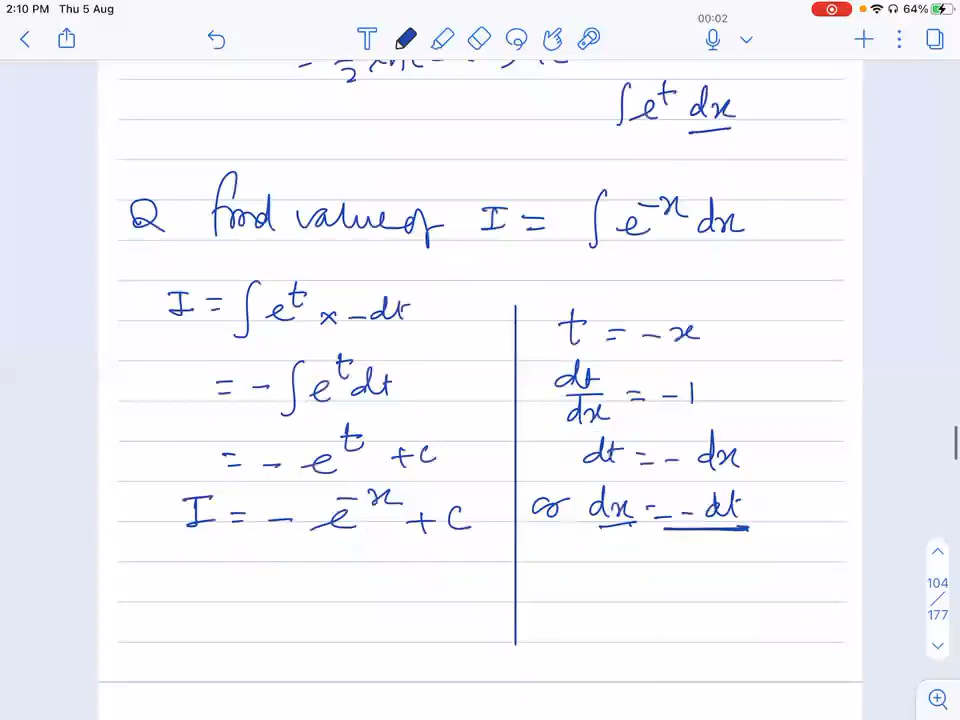 2:10 PM Thu 5 Aug
00:02
64%
T
∫ e^t dx
Q find value of I = ∫ e^-x dx
I = ∫ e^t x -dt
= - ∫ e^t dt
= - e^t + c
I = - e^-x + C
t = -x
dt/dx = -1
dt = - dx
or dx = - dt
104
/
177